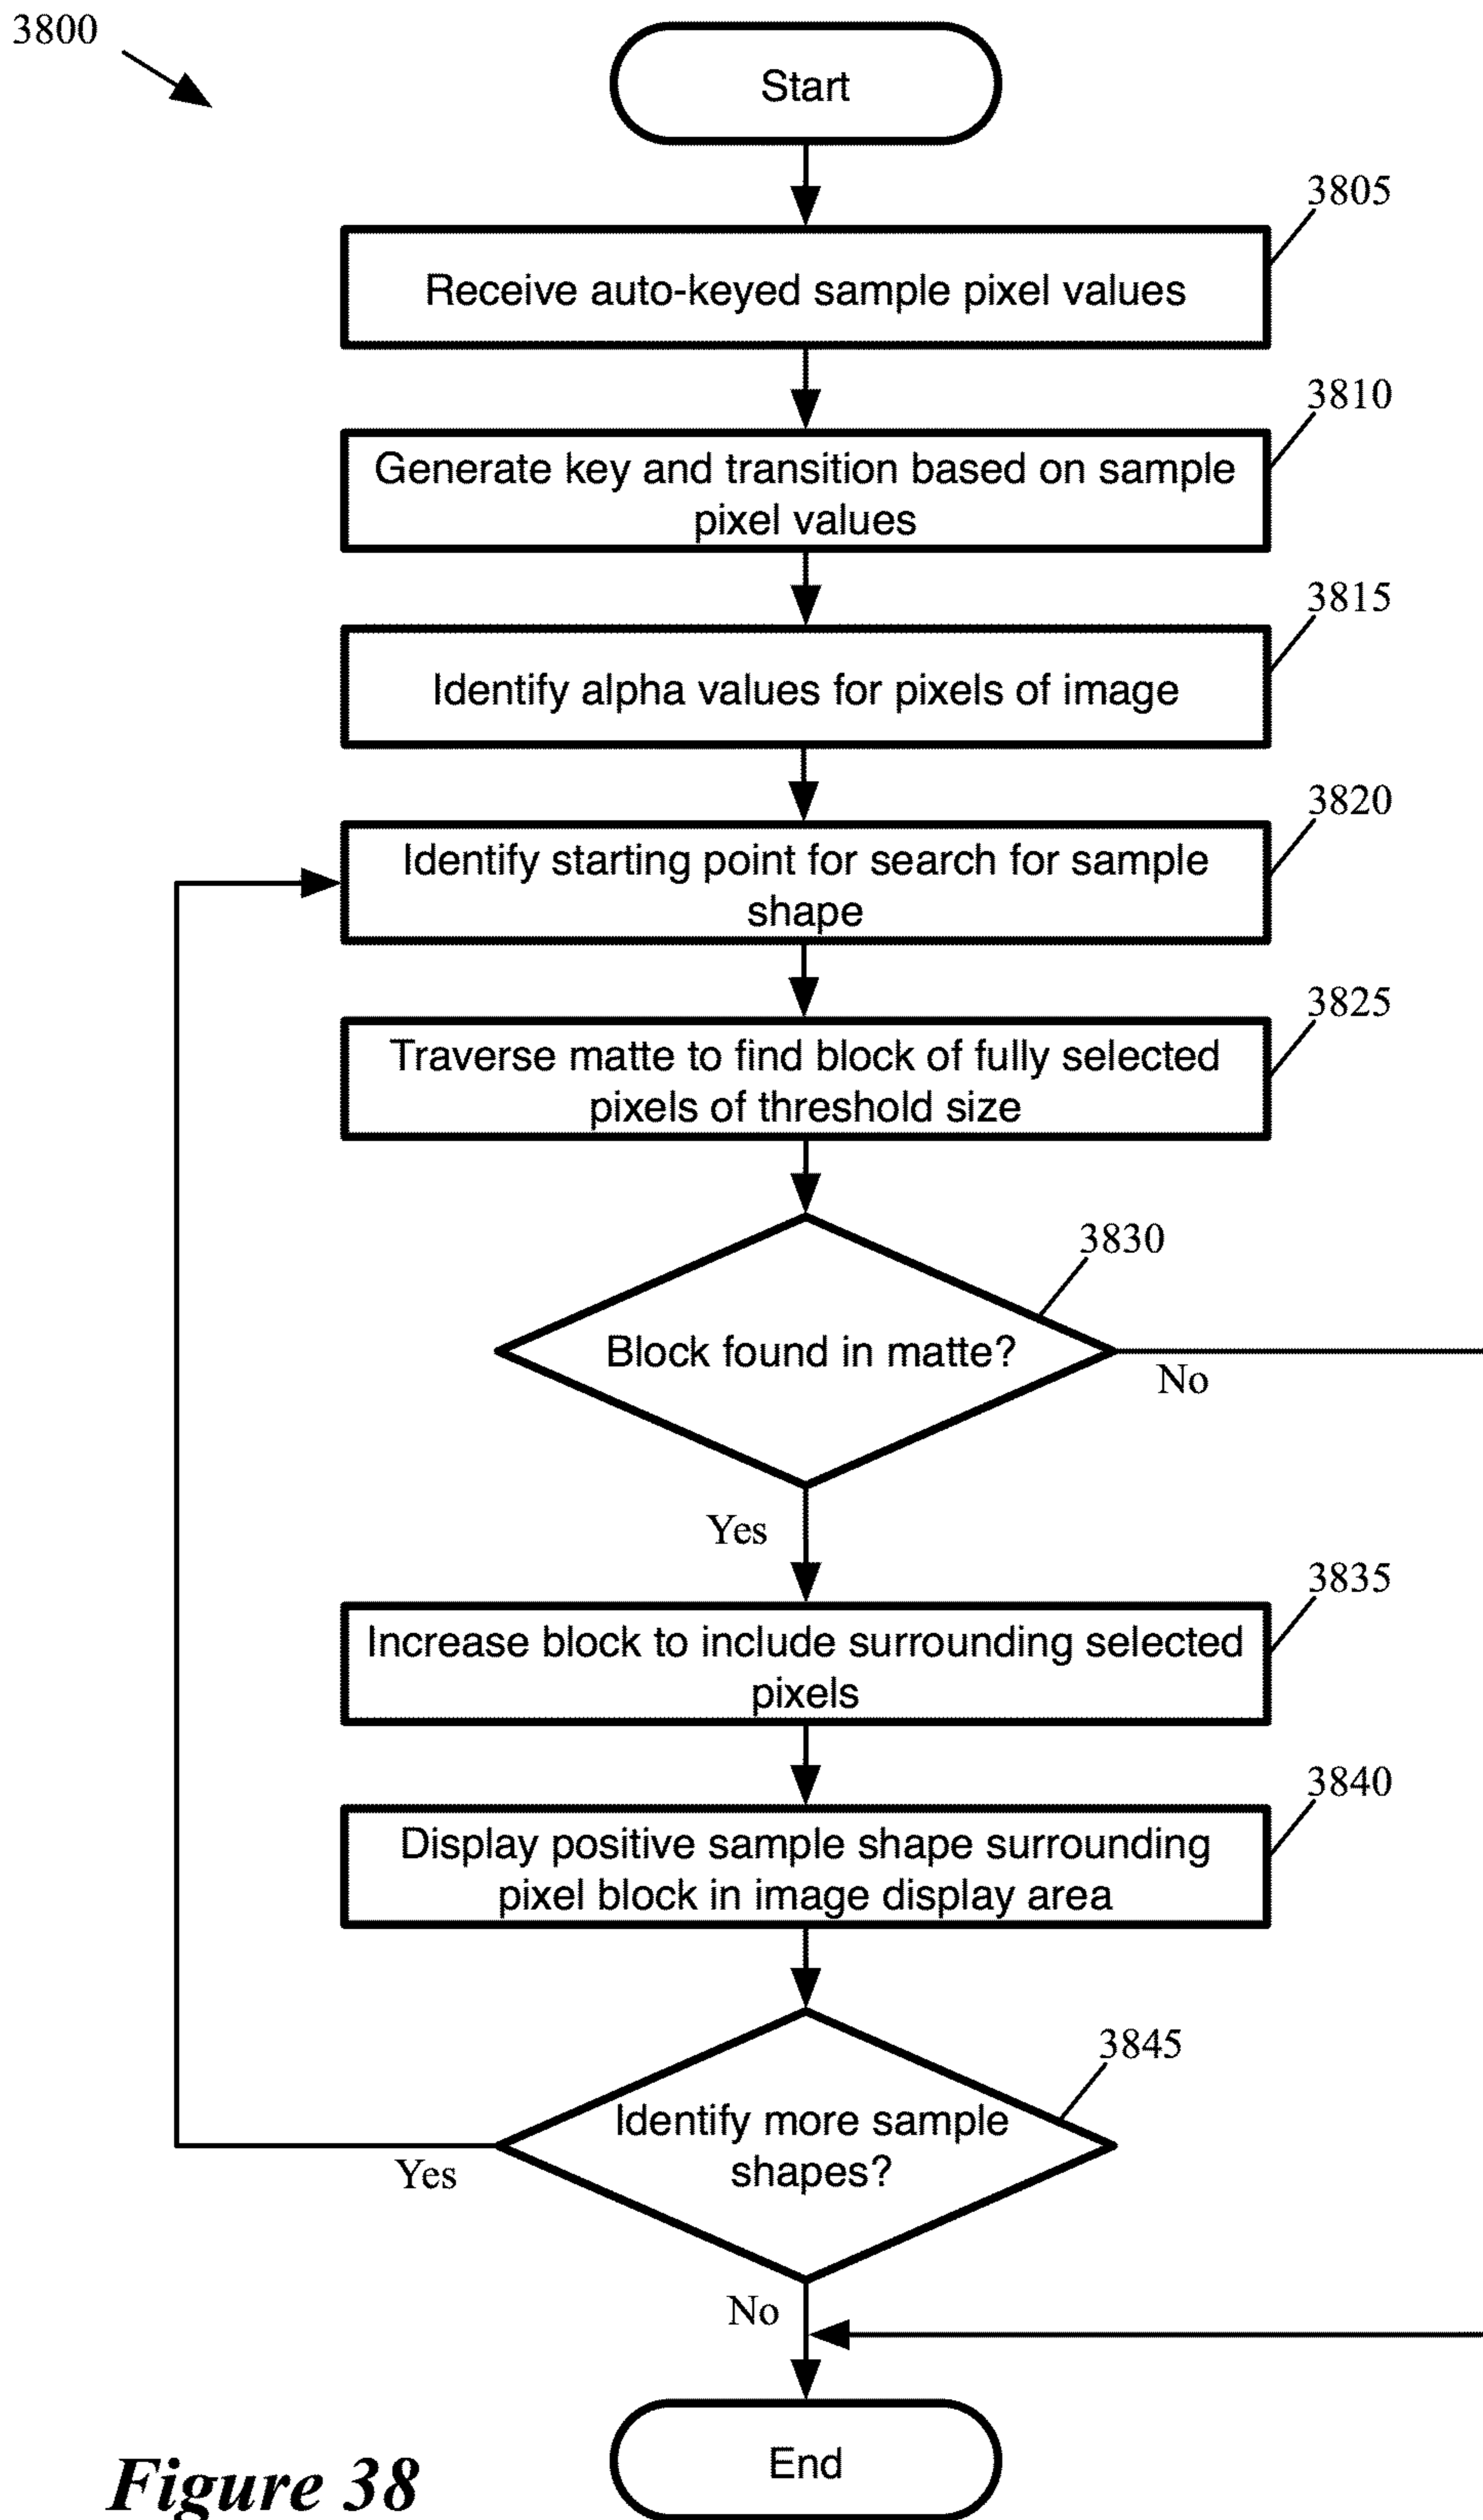 3800
Start
3805
Receive auto-keyed sample pixel values
3810
Generate key and transition based on sample
pixel values
3815
Identify alpha values for pixels of image
3820
Identify starting point for search for sample
shape
3825
Traverse matte to find block of fully selected
pixels of threshold size
3830
Block found in matte?
No
Yes
3835
Increase block to include surrounding selected
pixels
3840
Display positive sample shape surrounding
pixel block in image display area
3845
Identify more sample
shapes?
Yes
No
End
Figure 38